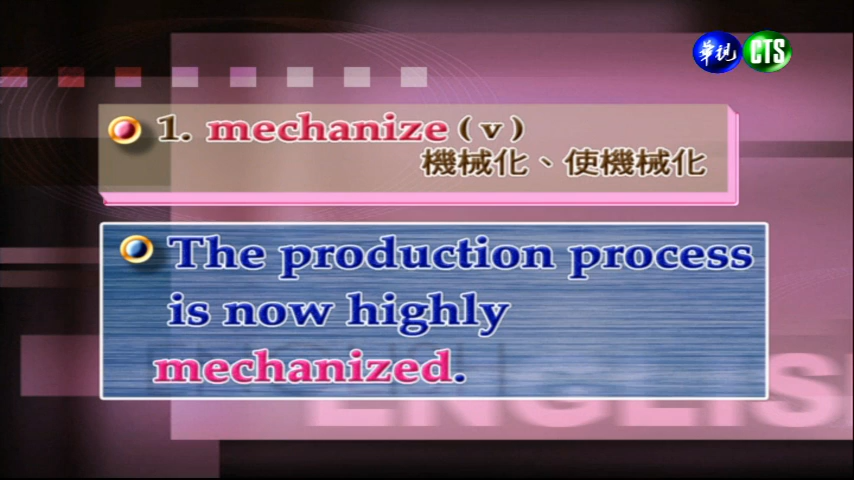 華視 CTS
1. mechanize (v)
機械化、使機械化
The production process
is now highly
mechanized.
ENGLISH